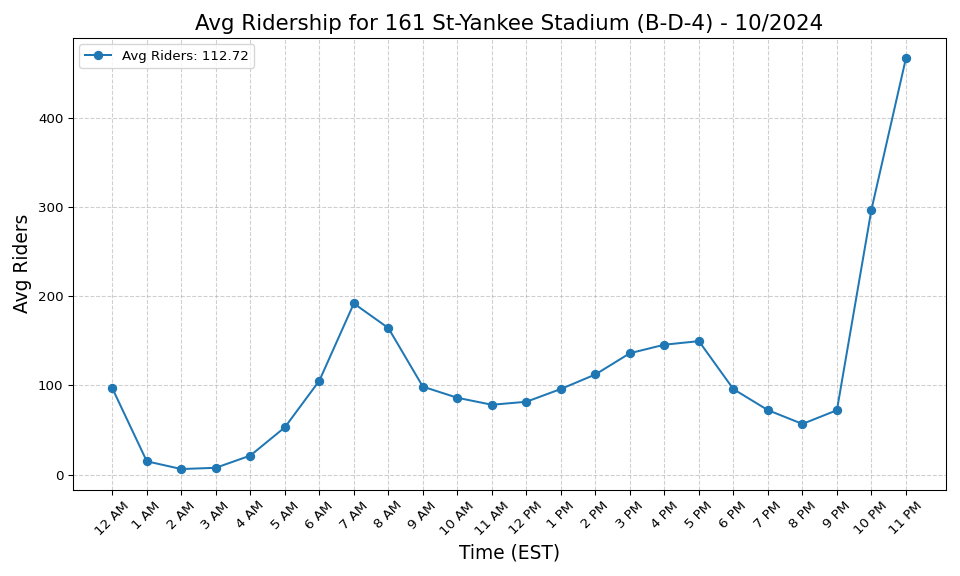 Avg Ridership for 161 St-Yankee Stadium (B-D-4) - 10/2024
Avg Riders: 112.72
Avg Riders
400
300
200
100
0
12 AM
1 AM
2 AM
3 AM
4 AM
5 AM
6 AM
7 AM
8 AM
9 AM
10 AM
11 AM
12 PM
1 PM
2 PM
3 PM
4 PM
5 PM
6 PM
7 PM
8 PM
9 PM
10 PM
11 PM
Time (EST)